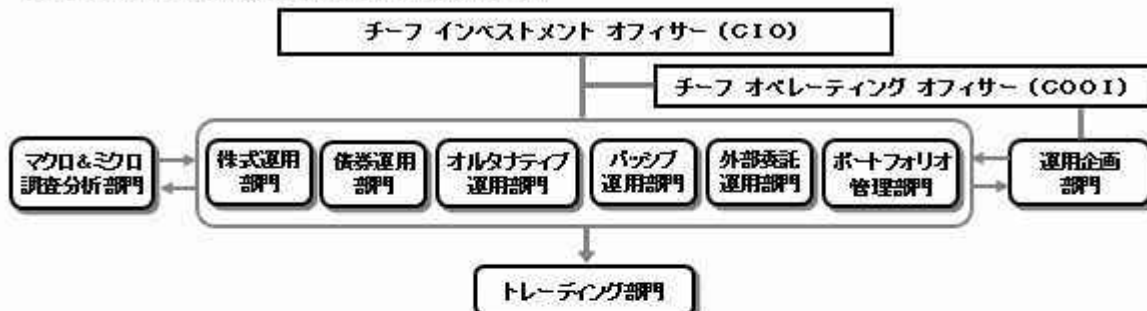 チーフ インベストメント オフィサー (CIO)
チーフ オペレーティング オフィサー (COOI)
マクロ&ミクロ
調査分析部門
株式運用
部門
債券運用
部門
オルタナティブ
運用部門
パッシブ
運用部門
外部委託
運用部門
ポートフォリオ
管理部門
運用企画
部門
トレーディング部門